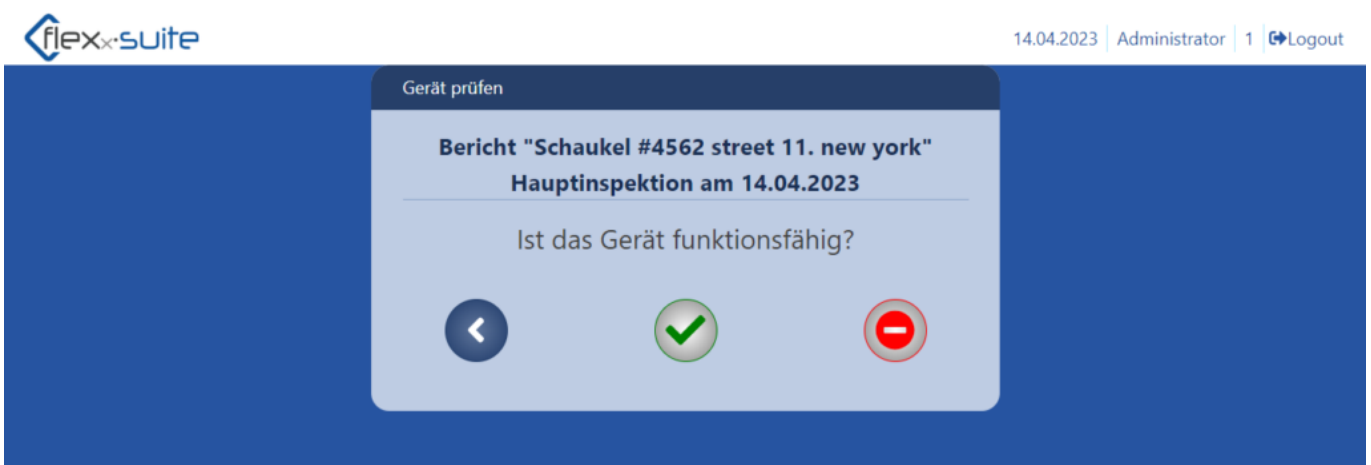 flexx-suite
14.04.2023 Administrator 1 Logout
Gerät prüfen
Bericht "Schaukel #4562 street 11. new york"
Hauptinspektion am 14.04.2023
Ist das Gerät funktionsfähig?